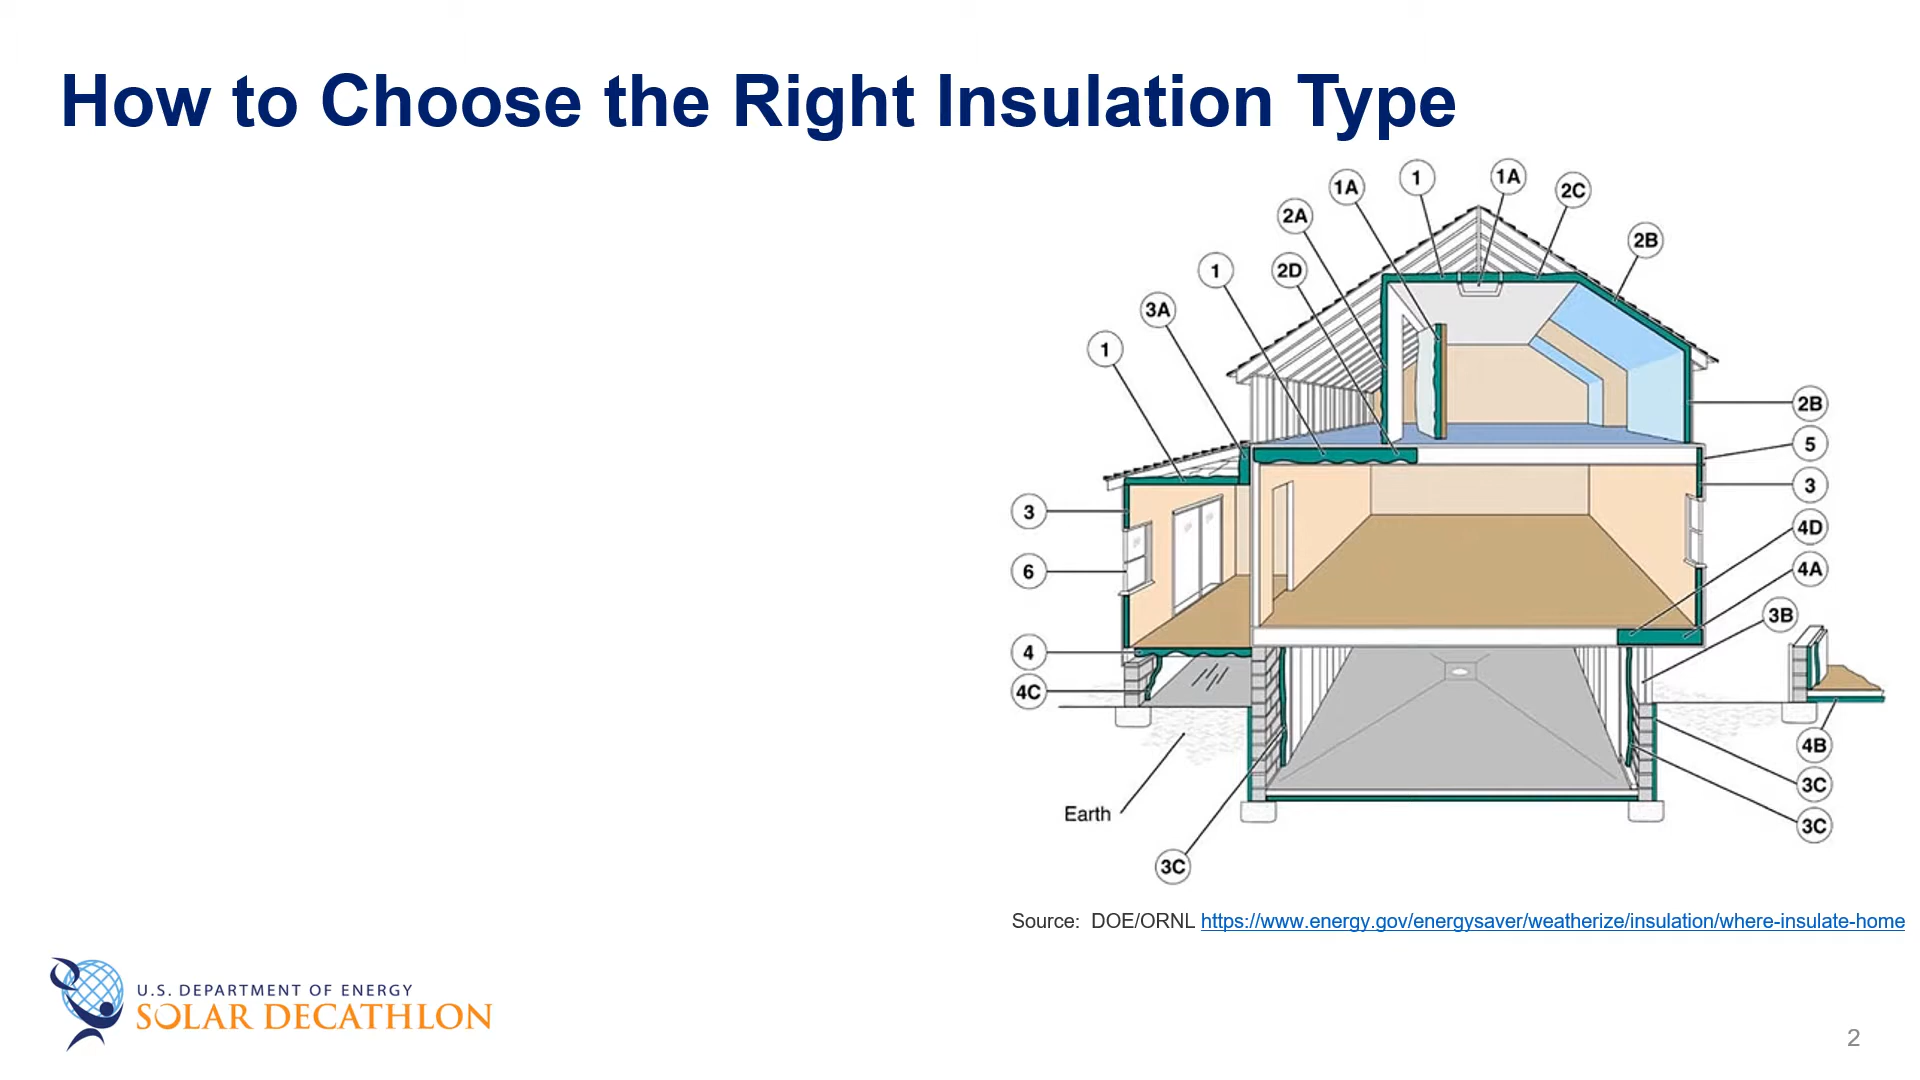 How to Choose the Right Insulation Type
1A
1
1A
2C
2A
2B
1
2D
3A
1
2B
5
3
3
4D
6
4A
3B
4
4C
4B
3C
Earth
3C
3C
Source: DOE/ORNL https://www.energy.gov/energysaver/weatherize/insulation/where-insulate-home
U.S. DEPARTMENT OF ENERGY
SOLAR DECATHLON
2